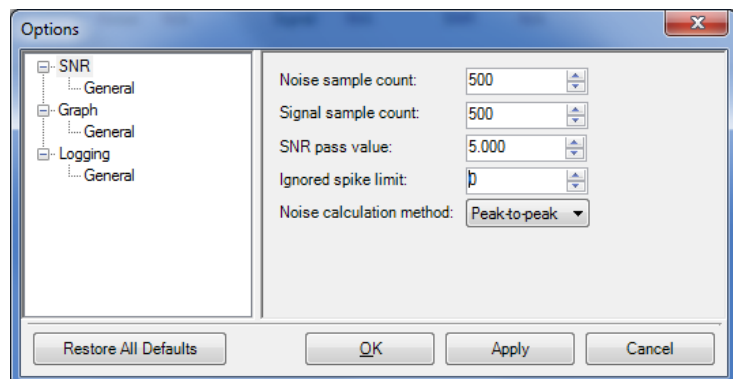 Options
SNR
General
Graph
General
Logging
General
Noise sample count: 500
Signal sample count: 500
SNR pass value: 5.000
Ignored spike limit: 0
Noise calculation method: Peak-to-peak
Restore All Defaults
OK
Apply
Cancel